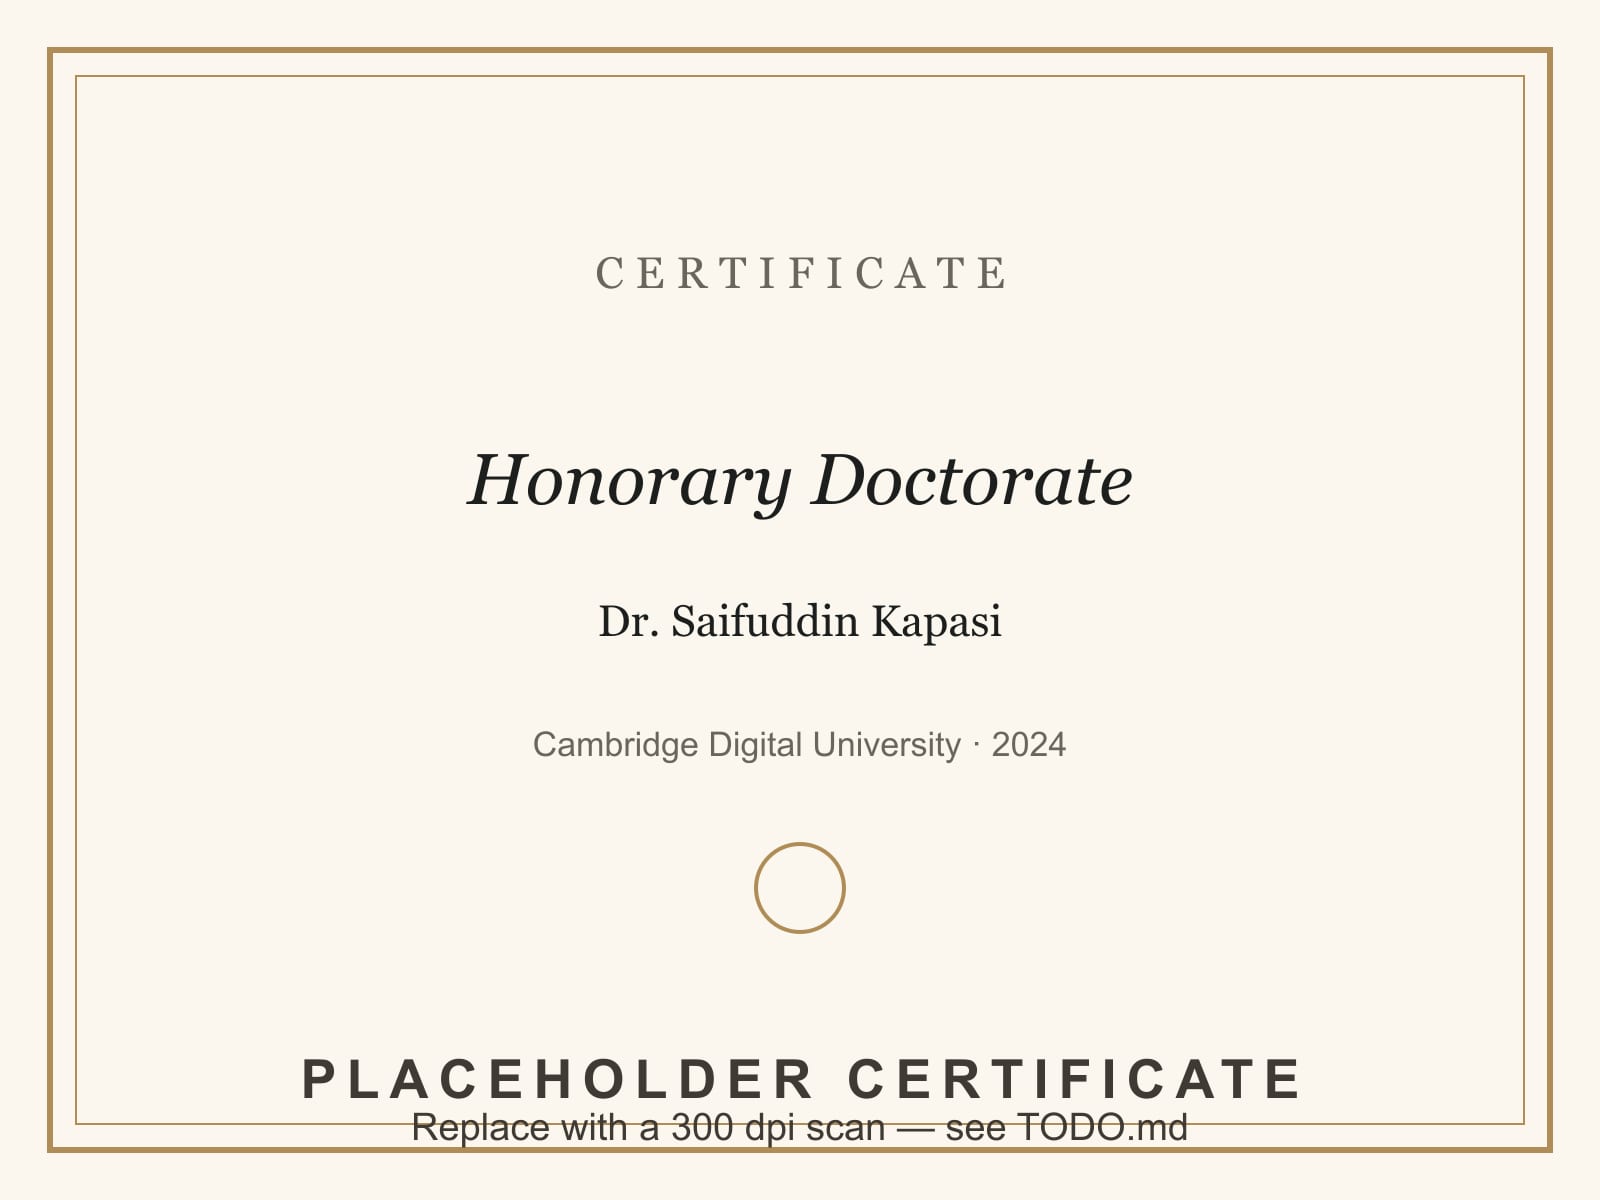 CERTIFICATE
Honorary Doctorate
Dr. Saifuddin Kapasi
Cambridge Digital University · 2024
PLACEHOLDER CERTIFICATE
Replace with a 300 dpi scan — see TODO.md